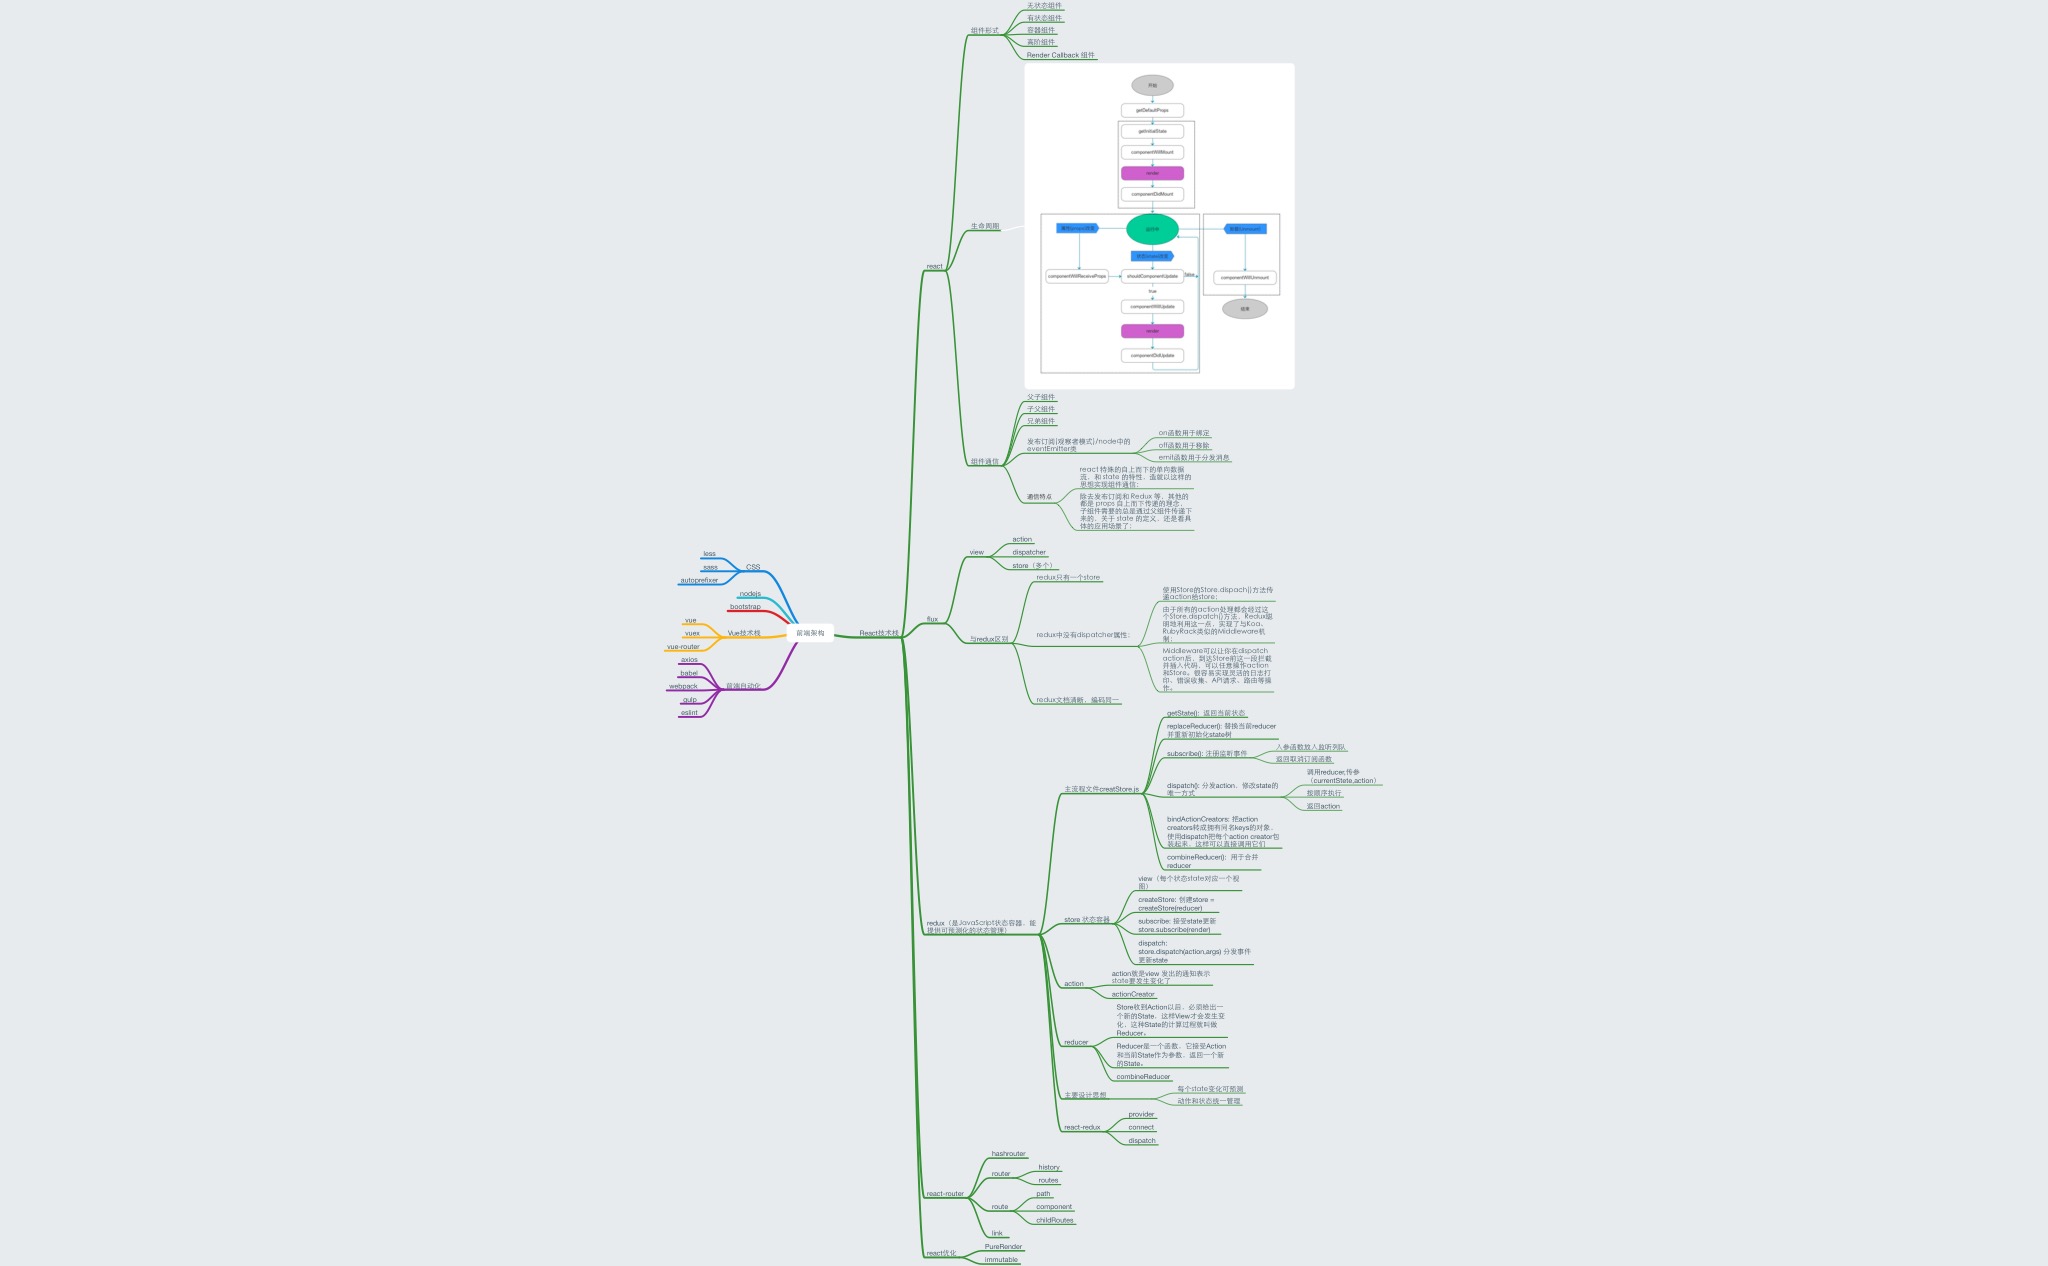 前端架构
CSS
less
sass
autoprefixer
nodejs
bootstrap
Vue技术栈
vue
vuex
vue-router
前端自动化
axios
babel
webpack
gulp
eslint
React技术栈
react
组件形式
无状态组件
有状态组件
容器组件
高阶组件
Render Callback 组件
生命周期
开始
getDefaultProps
getInitialState
componentWillMount
render
componentDidMount
运行中
componentWillReceiveProps
shouldComponentUpdate
false
true
componentWillUpdate
render
componentDidUpdate
componentWillUnmount
结束
组件通信
父子组件
子父组件
兄弟组件
发布订阅(观察者模式)/node中的
eventEmitter类
on函数用于绑定
off函数用于移除
emit函数用于分发消息
通信特点
react 特殊的自上而下的单向数据
流，和 state 的特性，造就以这样的
思想实现组件通信；
除去发布订阅和 Redux 等，其他的
都是 props 自上而下传递的理念，
子组件需要的总是通过父组件传递下
来的，关于 state 的定义，还是看具
体的应用场景了；
flux
view
action
dispatcher
store（多个）
与redux区别
redux只有一个store
redux中没有dispatcher属性；
使用Store的Store.dispach()方法传
递action给store；
由于所有的action处理都会经过这
个Store.dispatch()方法，Redux聪
明地利用这一点，实现了与Koa、
RubyRack类似的Middleware机
制；
Middleware可以让你在dispatch
action后，到达Store前这一段拦截
并插入代码，可以任意操作action
和Store。很容易实现灵活的日志打
印、错误收集、API请求、路由等操
作。
redux文档清晰，编码同一
redux（是JavaScript状态容器，能
提供可预测化的状态管理）
主流程文件creatStore.js
getState():  返回当前状态
replaceReducer(): 替换当前reducer
并重新初始化state树
subscribe(): 注册监听事件
入参函数放入监听列队
返回取消订阅函数
dispatch(): 分发action，修改state的
唯一方式
调用reducer,传参
（currentStete,action）
按顺序执行
返回action
bindActionCreators: 把action
creators转成拥有同名keys的对象，
使用dispatch把每个action creator包
装起来，这样可以直接调用它们
combineReducer():  用于合并
reducer
store 状态容器
view（每个状态state对应一个视
图）
createStore: 创建store =
createStore(reducer)
subscribe: 接受state更新
store.subscribe(render)
dispatch:
store.dispatch(action,args) 分发事件
更新state
action
action就是view 发出的通知表示
state要发生变化了
actionCreator
reducer
Store收到Action以后，必须给出一
个新的State，这样View才会发生变
化，这种State的计算过程就叫做
Reducer。
Reducer是一个函数，它接受Action
和当前State作为参数，返回一个新
的State。
combineReducer
主要设计思想
每个state变化可预测
动作和状态统一管理
react-redux
provider
connect
dispatch
react-router
hashrouter
router
history
routes
route
path
component
childRoutes
link
react优化
PureRender
immutable